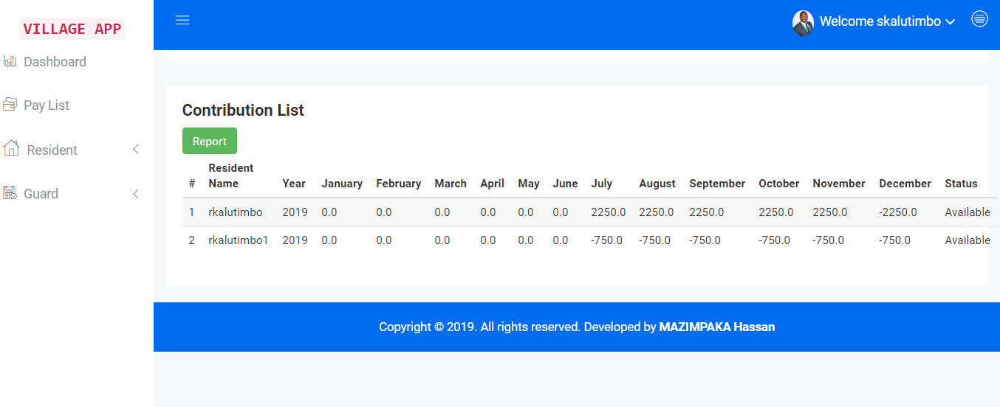 VILLAGE APP
Welcome skalutimbo
Dashboard
Pay List
Resident
Guard
Contribution List
Report
# Resident Name Year January February March April May June July August September October November December Status
1 rkalutimbo 2019 0.0 0.0 0.0 0.0 0.0 0.0 2250.0 2250.0 2250.0 2250.0 2250.0 -2250.0 Available
2 rkalutimbo1 2019 0.0 0.0 0.0 0.0 0.0 0.0 -750.0 -750.0 -750.0 -750.0 -750.0 -750.0 Available
Copyright © 2019. All rights reserved. Developed by MAZIMPAKA Hassan